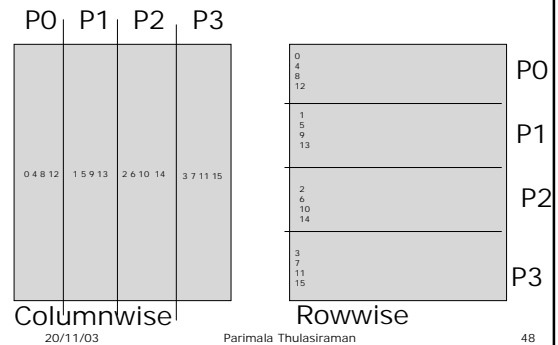 P0 P1 P2 P3
0 4 8 12 1 5 9 13 2 6 10 14 3 7 11 15
Columnwise
0
4
8
12
P0
1
5
9
13
P1
2
6
10
14
P2
3
7
11
15
P3
Rowwise
20/11/03 Parimala Thulasiraman 48